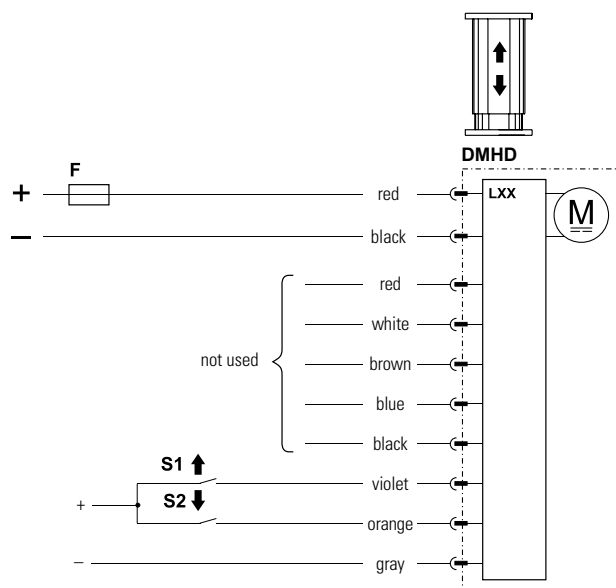 DMHD
F
+
red
LXX
M
−
black
red
white
not used
brown
blue
black
S1
violet
S2
+
orange
−
gray